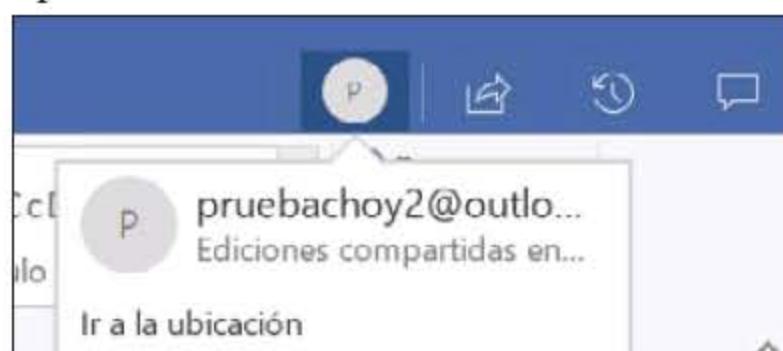 P
P
pruebachoy2@outlo...
Ediciones compartidas en...
Ir a la ubicación